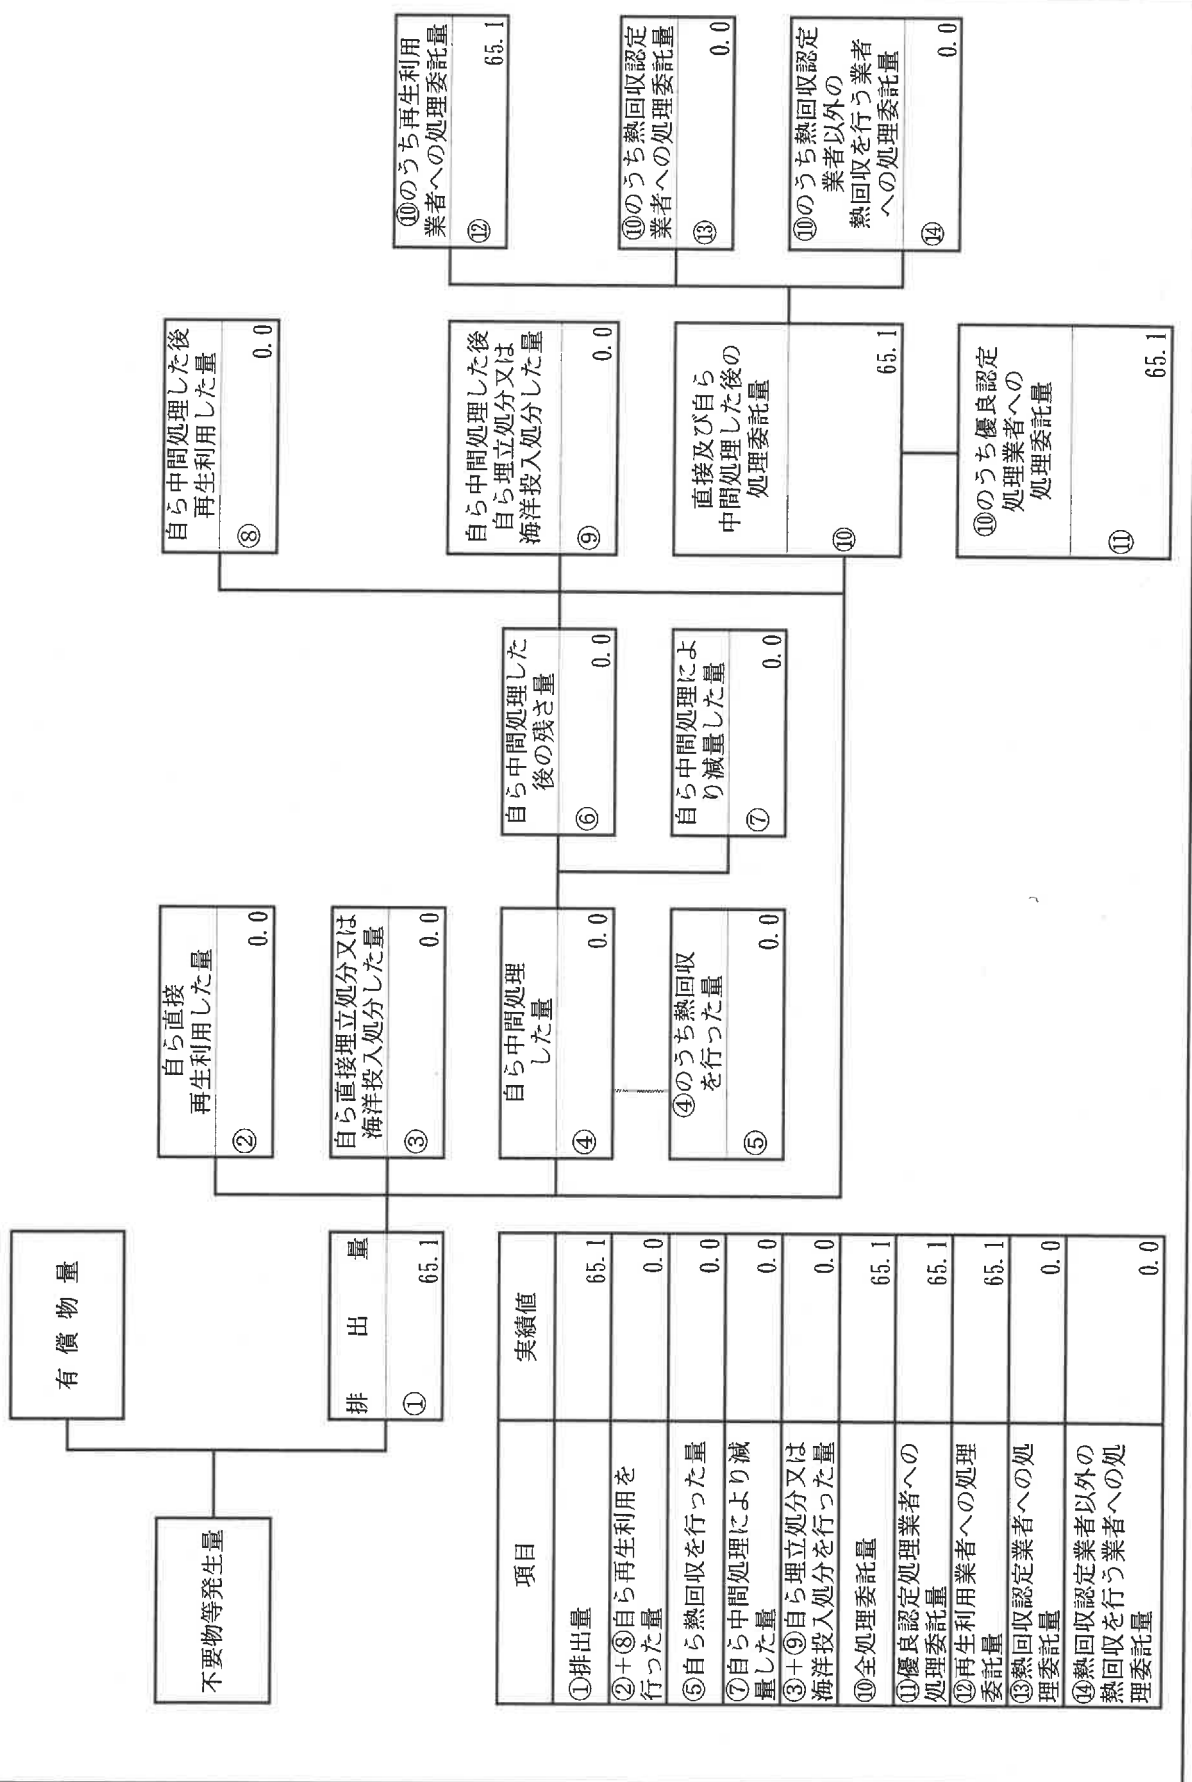 不要物等発生量
有償物量
排出量
① 65.1
自ら直接
再生利用した量
② 0.0
自ら直接埋立処分又は
海洋投入処分した量
③ 0.0
自ら中間処理
した量
④ 0.0
④のうち熱回収
を行った量
⑤ 0.0
自ら中間処理した
後の残さ量
⑥ 0.0
自ら中間処理によ
り減量した量
⑦ 0.0
自ら中間処理した後
再生利用した量
⑧ 0.0
自ら中間処理した後
自ら埋立処分又は
海洋投入処分した量
⑨ 0.0
直接及び自ら
中間処理した後の
処理委託量
⑩ 65.1
⑩のうち優良認定
処理業者への
処理委託量
⑪ 65.1
⑩のうち再生利用
業者への処理委託量
⑫ 65.1
⑩のうち熱回収認定
業者への処理委託量
⑬ 0.0
⑩のうち熱回収認定
業者以外の
熱回収を行う業者
への処理委託量
⑭ 0.0
項目 実績値
①排出量 65.1
②+⑧自ら再生利用を
行った量 0.0
⑤自ら熱回収を行った量 0.0
⑦自ら中間処理により減
量した量 0.0
③+⑨自ら埋立処分又は
海洋投入処分を行った量 0.0
⑩全処理委託量 65.1
⑪優良認定処理業者への
処理委託量 65.1
⑫再生利用業者への処理
委託量 65.1
⑬熱回収認定業者への処
理委託量 0.0
⑭熱回収認定業者以外の
熱回収を行う業者への処
理委託量 0.0